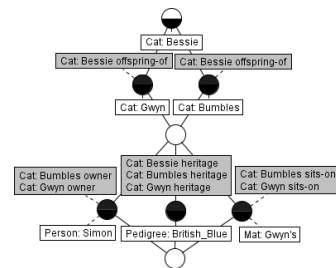 Cat: Bessie
Cat: Bessie offspring-of
Cat: Bessie offspring-of
Cat: Gwyn
Cat: Bumbles
Cat: Bumbles owner
Cat: Gwyn owner
Cat: Bessie heritage
Cat: Bumbles heritage
Cat: Gwyn heritage
Cat: Bumbles sits-on
Cat: Gwyn sits-on
Person: Simon
Pedigree: British_Blue
Mat: Gwyn's